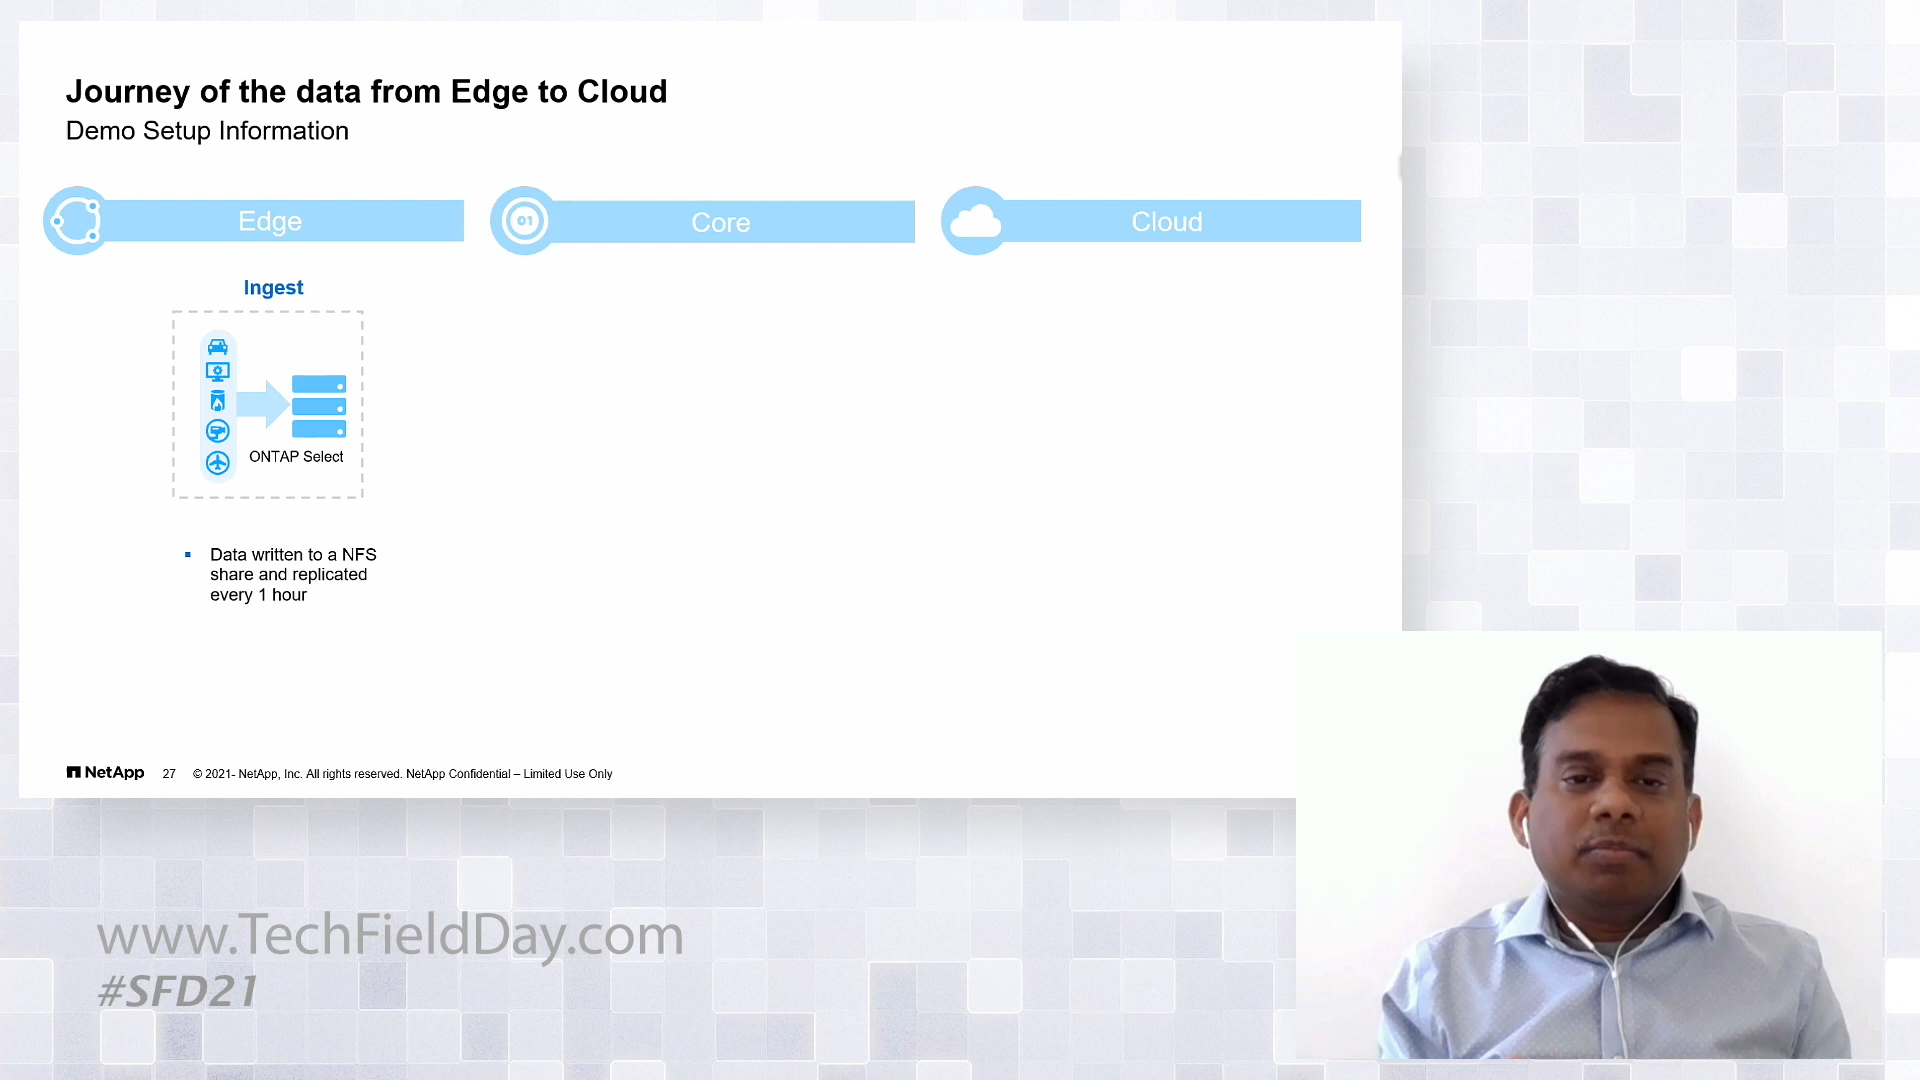 Journey of the data from Edge to Cloud
Demo Setup Information
Edge
Core
Cloud
01
Ingest
ONTAP Select
▪ Data written to a NFS
share and replicated
every 1 hour
NetApp 27 © 2021- NetApp, Inc. All rights reserved. NetApp Confidential – Limited Use Only
www.TechFieldDay.com
#SFD21